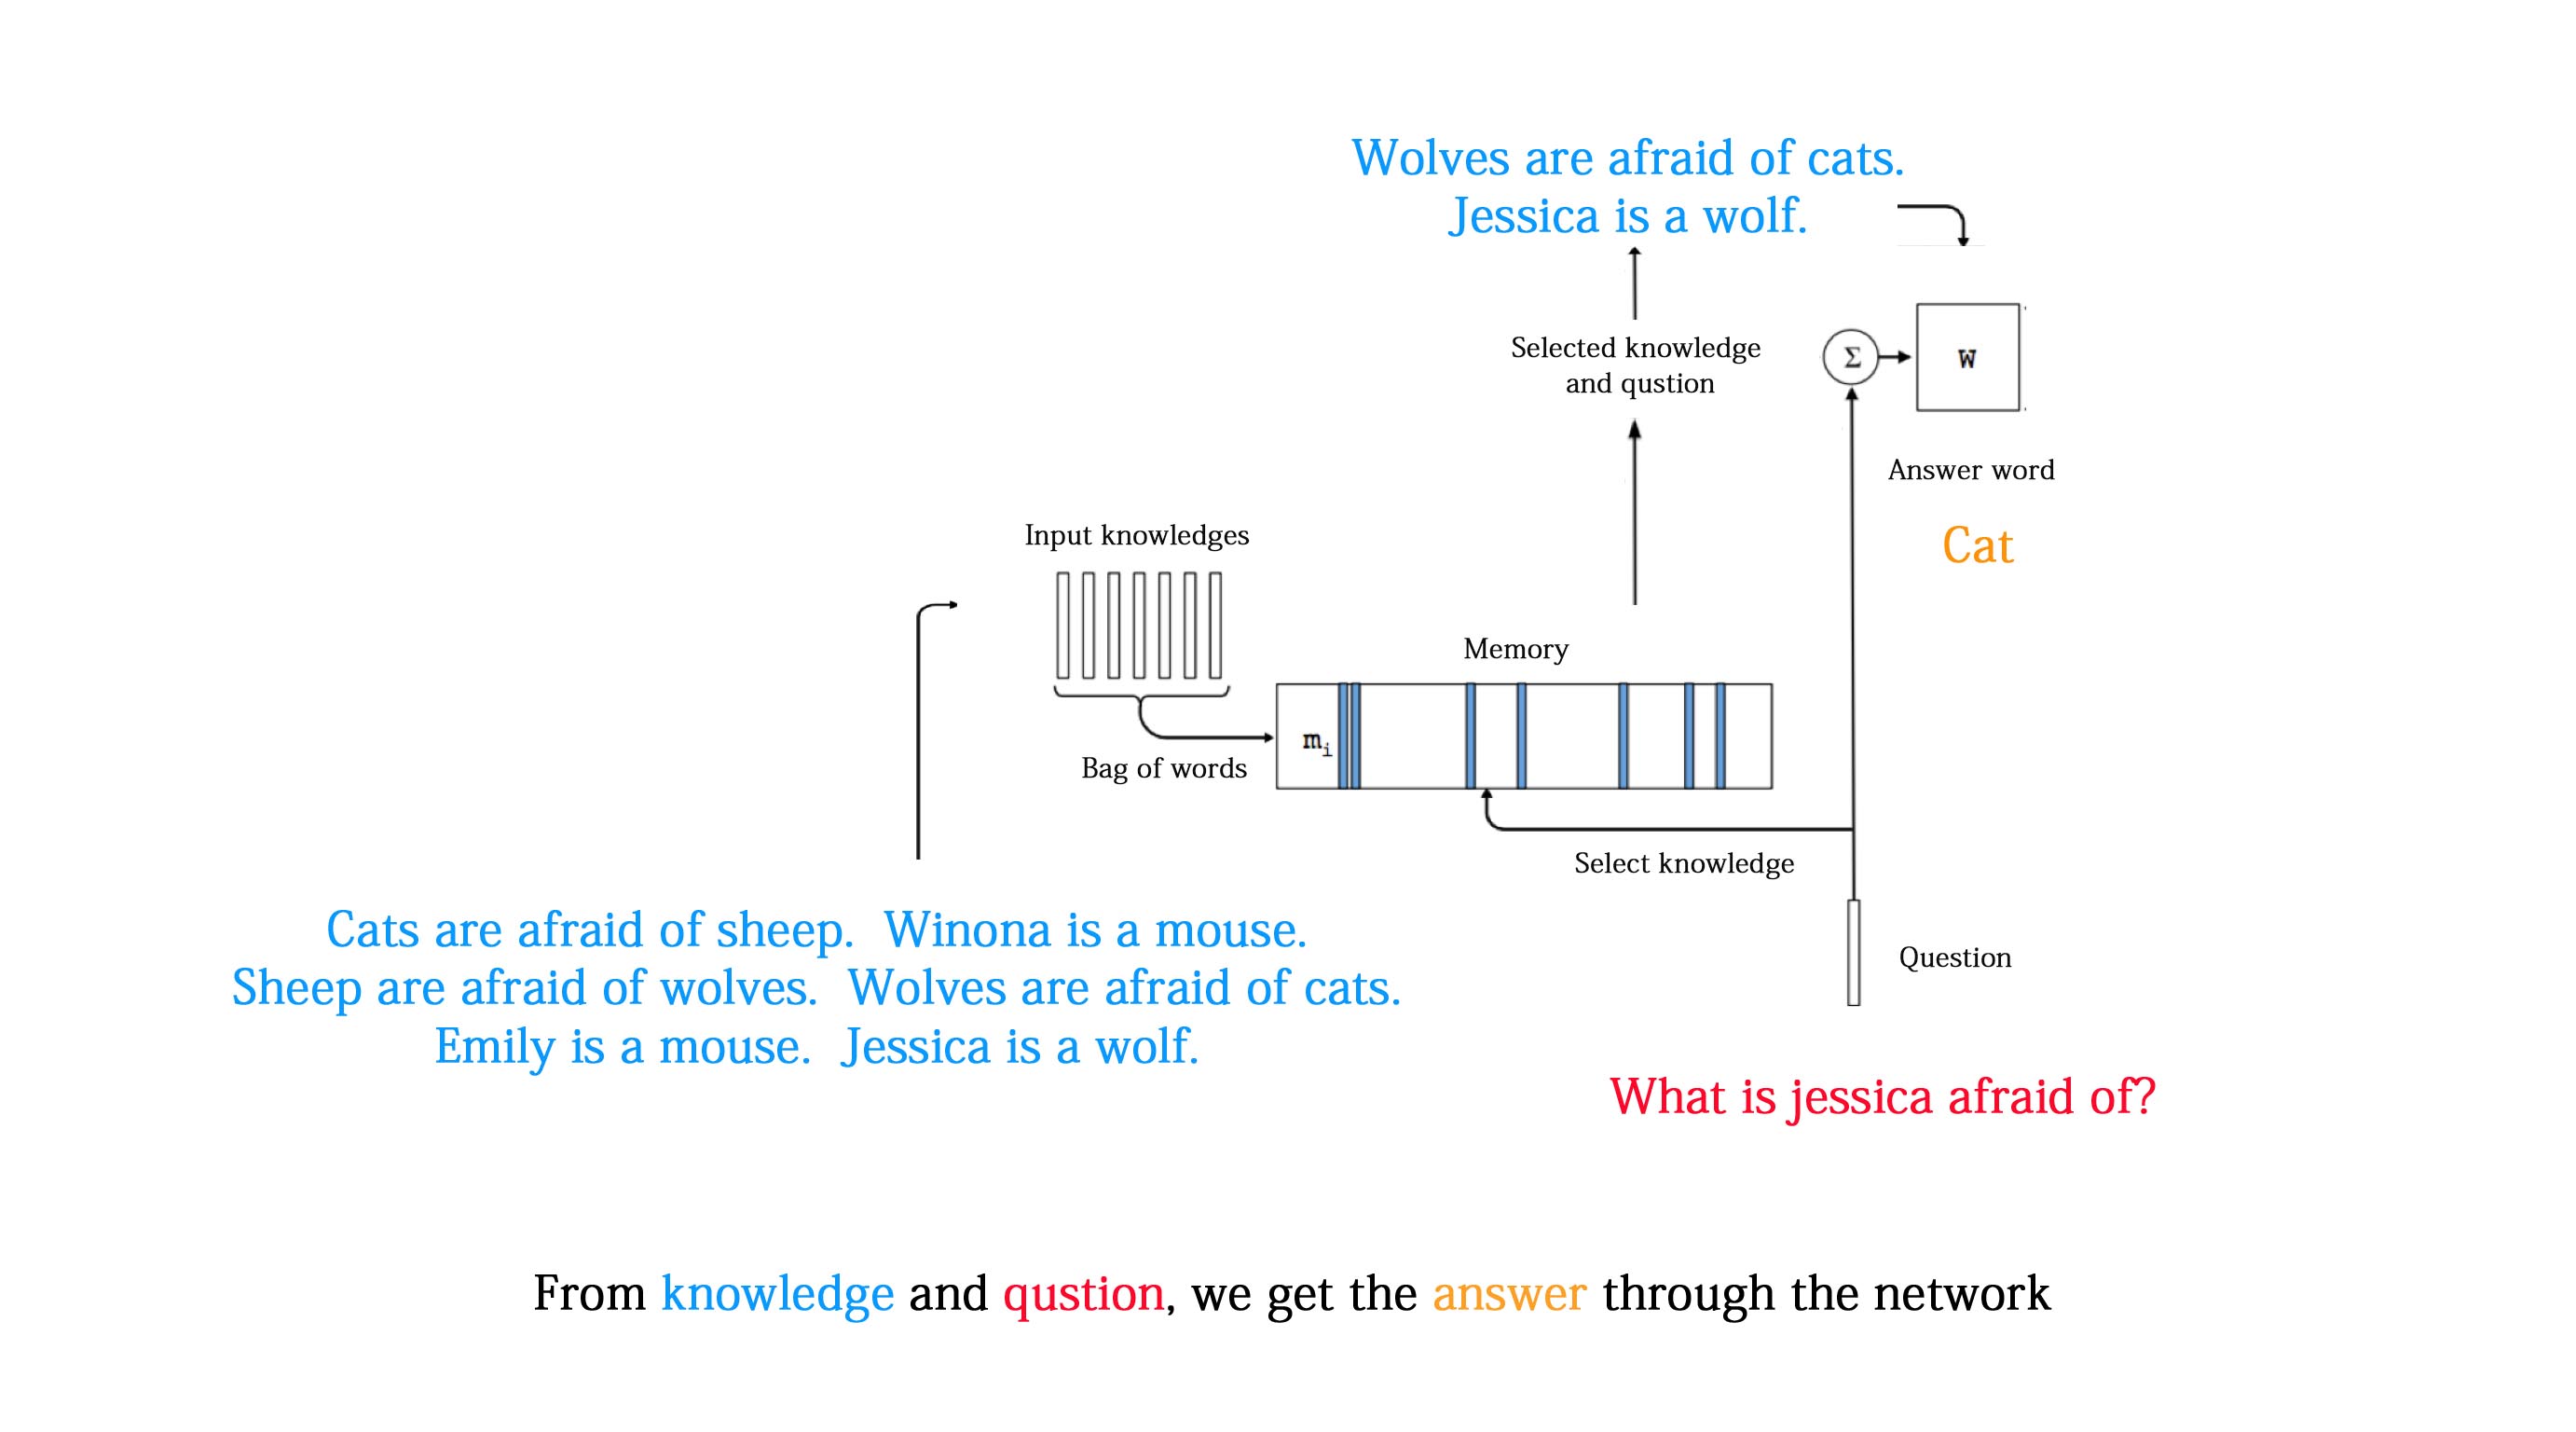 Wolves are afraid of cats.
Jessica is a wolf.
Selected knowledge
and qustion
Σ
W
Answer word
Cat
Input knowledges
Memory
mi
Bag of words
Select knowledge
Cats are afraid of sheep.  Winona is a mouse.
Sheep are afraid of wolves.  Wolves are afraid of cats.
Emily is a mouse.  Jessica is a wolf.
Question
What is jessica afraid of?
From knowledge and qustion, we get the answer through the network